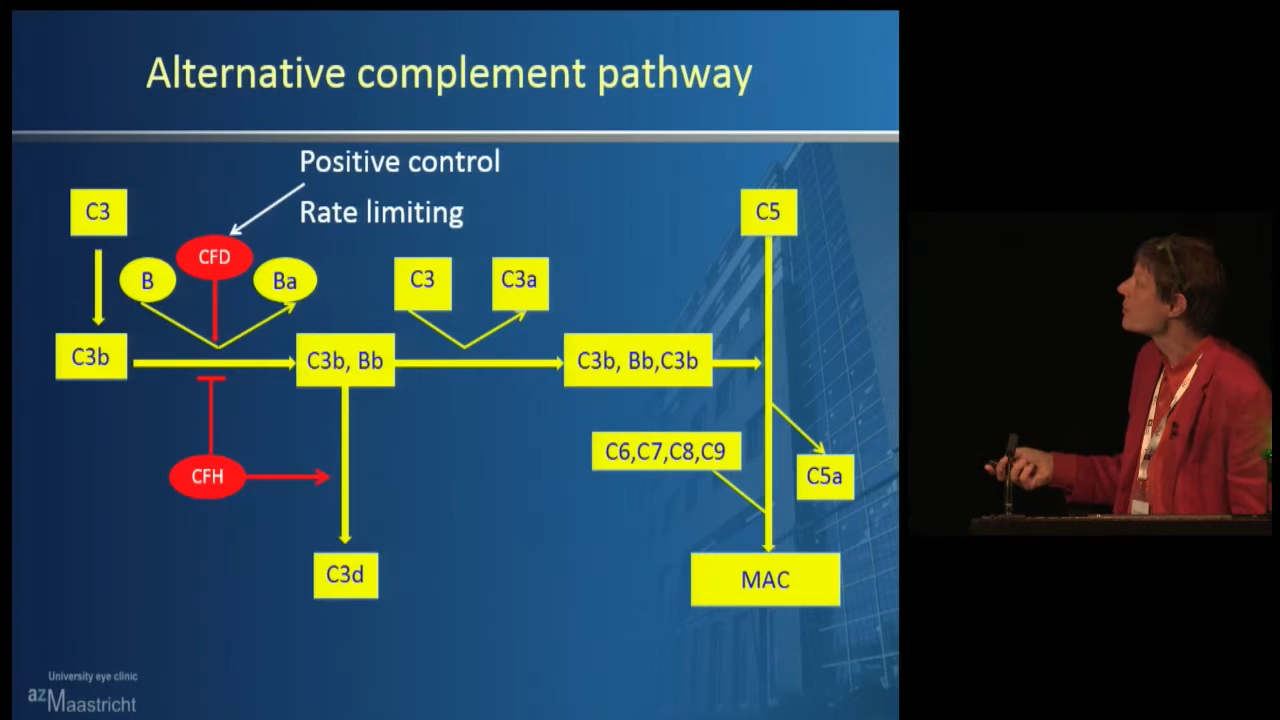 Alternative complement pathway
Positive control
Rate limiting
C3
C5
CFD
B
Ba
C3
C3a
C3b
C3b, Bb
C3b, Bb,C3b
C6,C7,C8,C9
CFH
C5a
C3d
MAC
University eye clinic
azMaastricht